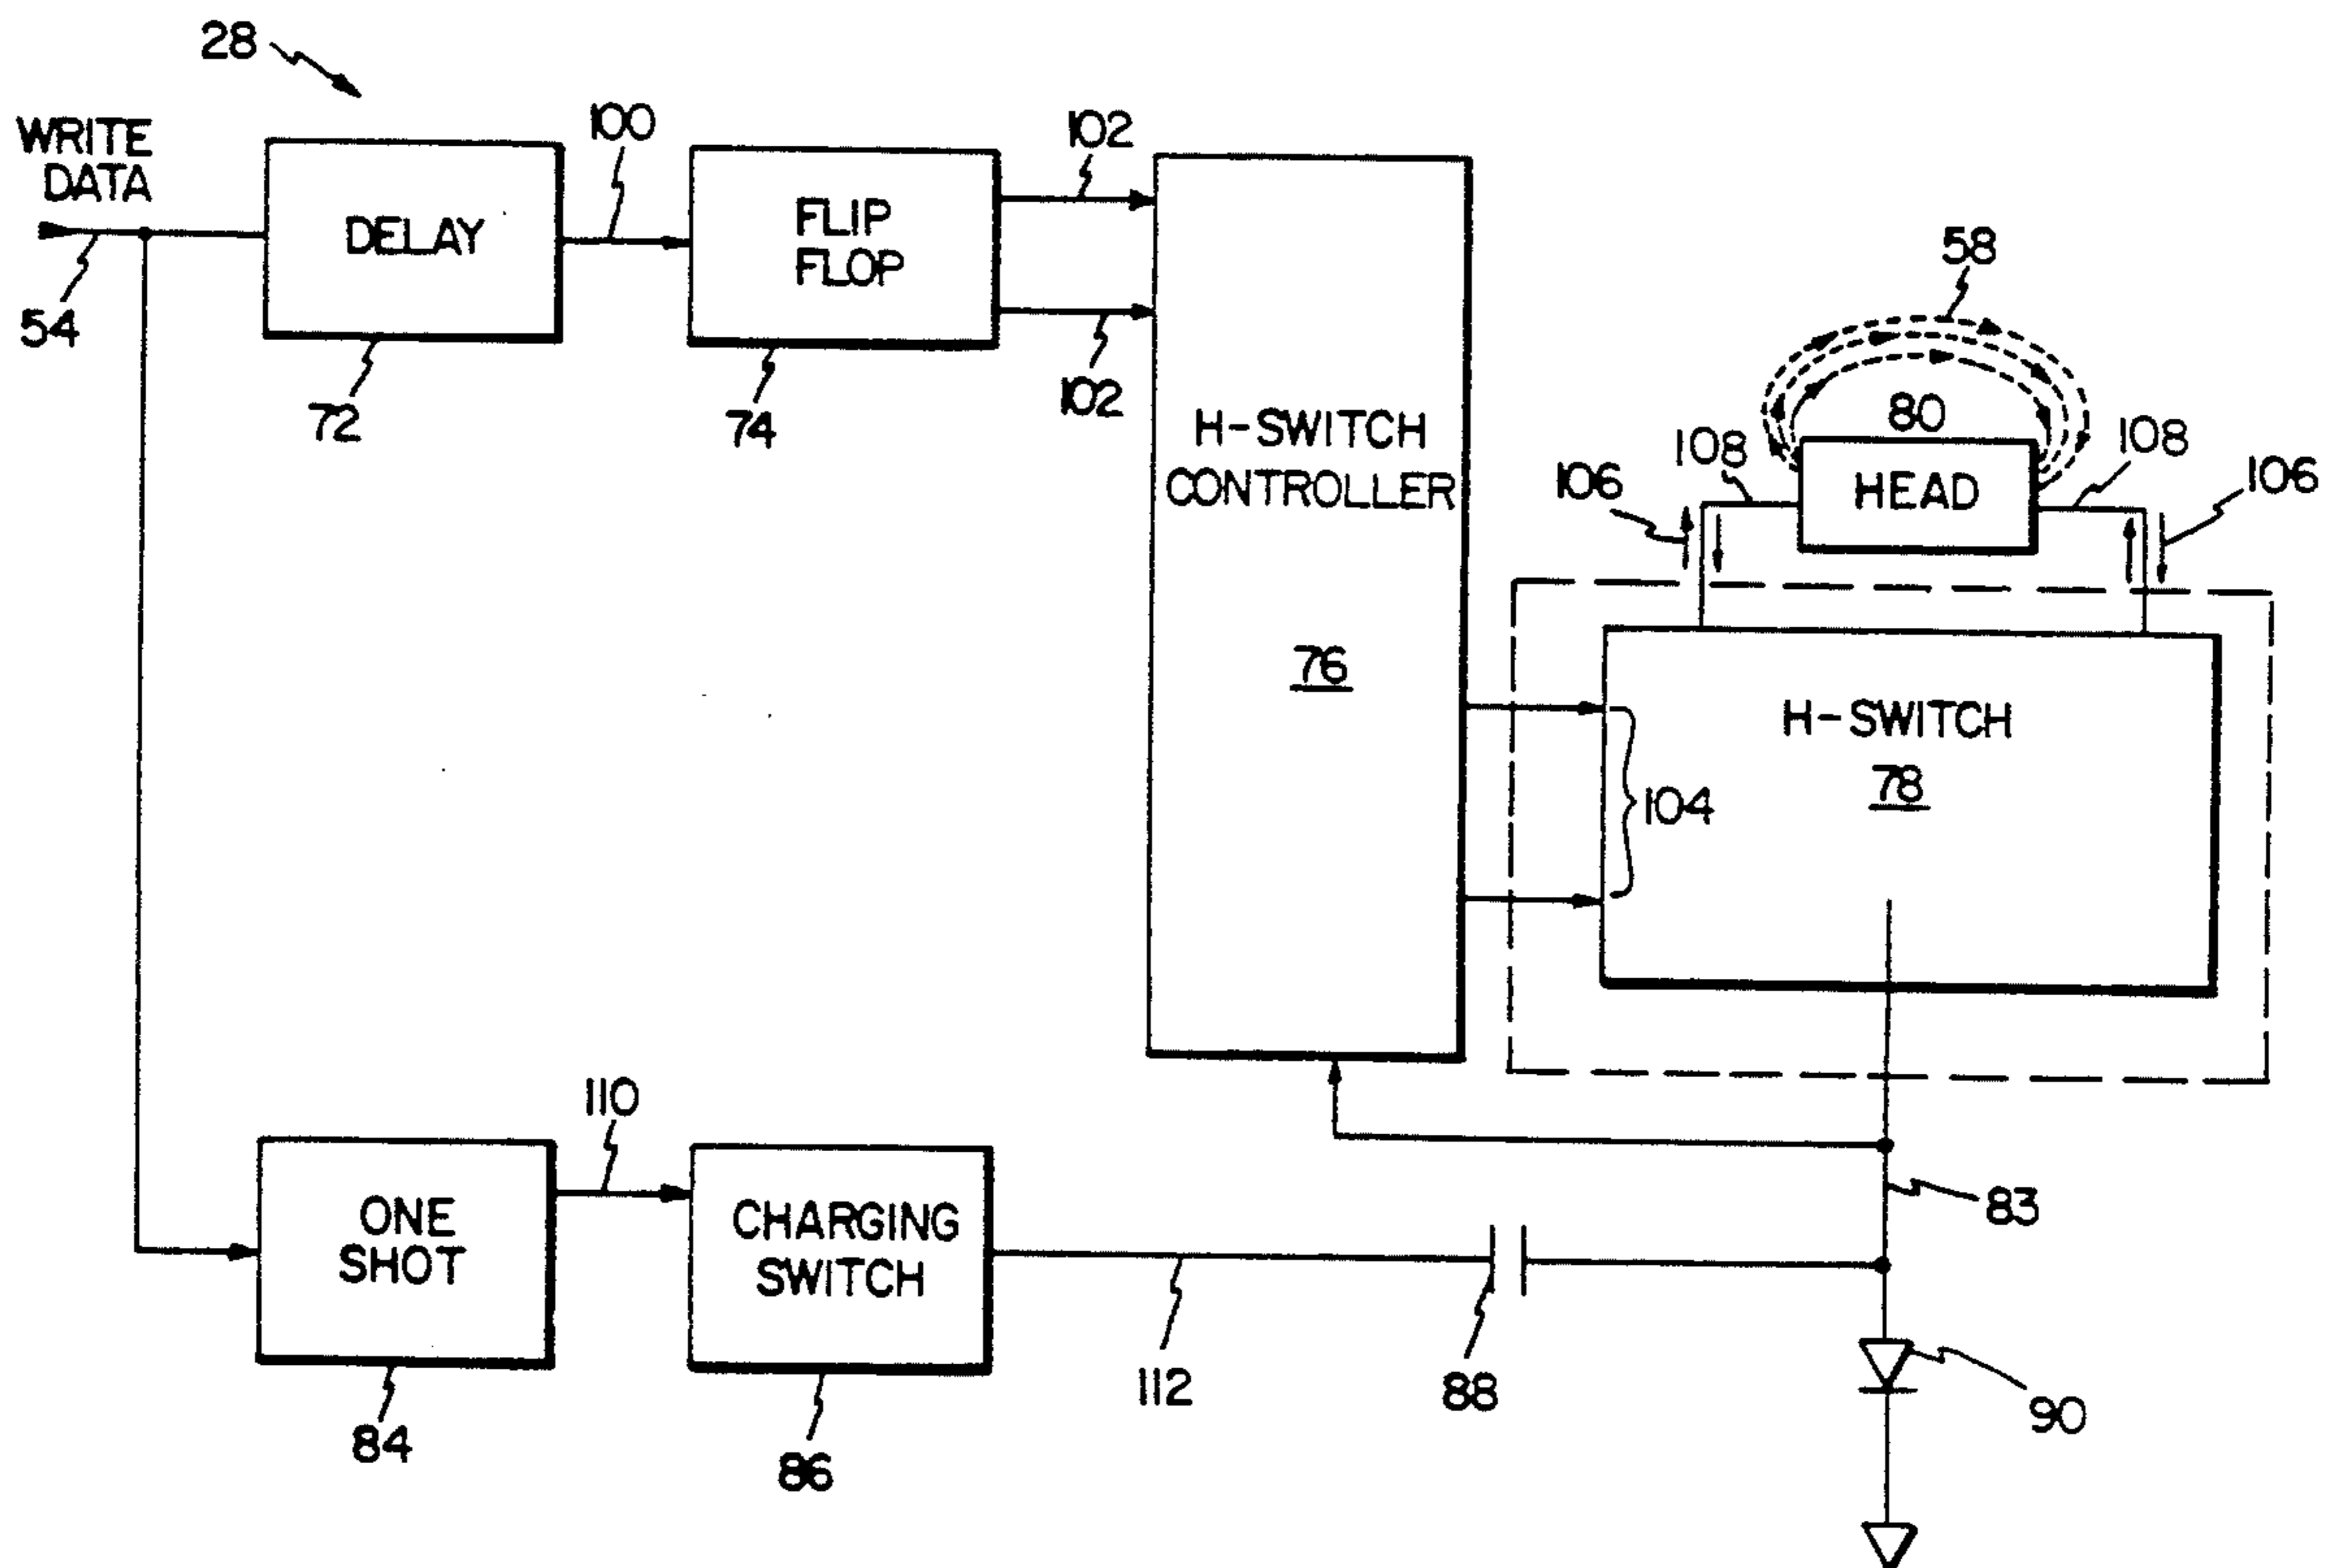 28
WRITE
DATA
54
DELAY
72
100
FLIP
FLOP
74
102
102
H-SWITCH
CONTROLLER
76
58
80
HEAD
108
108
106
106
H-SWITCH
78
104
110
ONE
SHOT
84
CHARGING
SWITCH
86
112
88
83
90